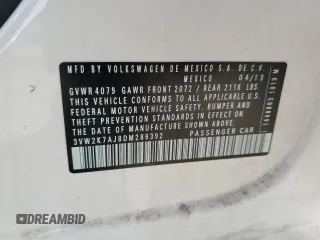 MFD BY VOLKSWAGEN DE MEXICO S.A. DE C.V.
MEXICO 04/13
GVWR 4079 GAWR FRONT 2072 / REAR 2116 LBS
THIS VEHICLE CONFORMS TO ALL APPLICABLE U.S.
FEDERAL MOTOR VEHICLE SAFETY, BUMPER AND
THEFT PREVENTION STANDARDS IN EFFECT ON THE
DATE OF MANUFACTURE SHOWN ABOVE.
3VW2K7AJ8DM286392 PASSENGER CAR